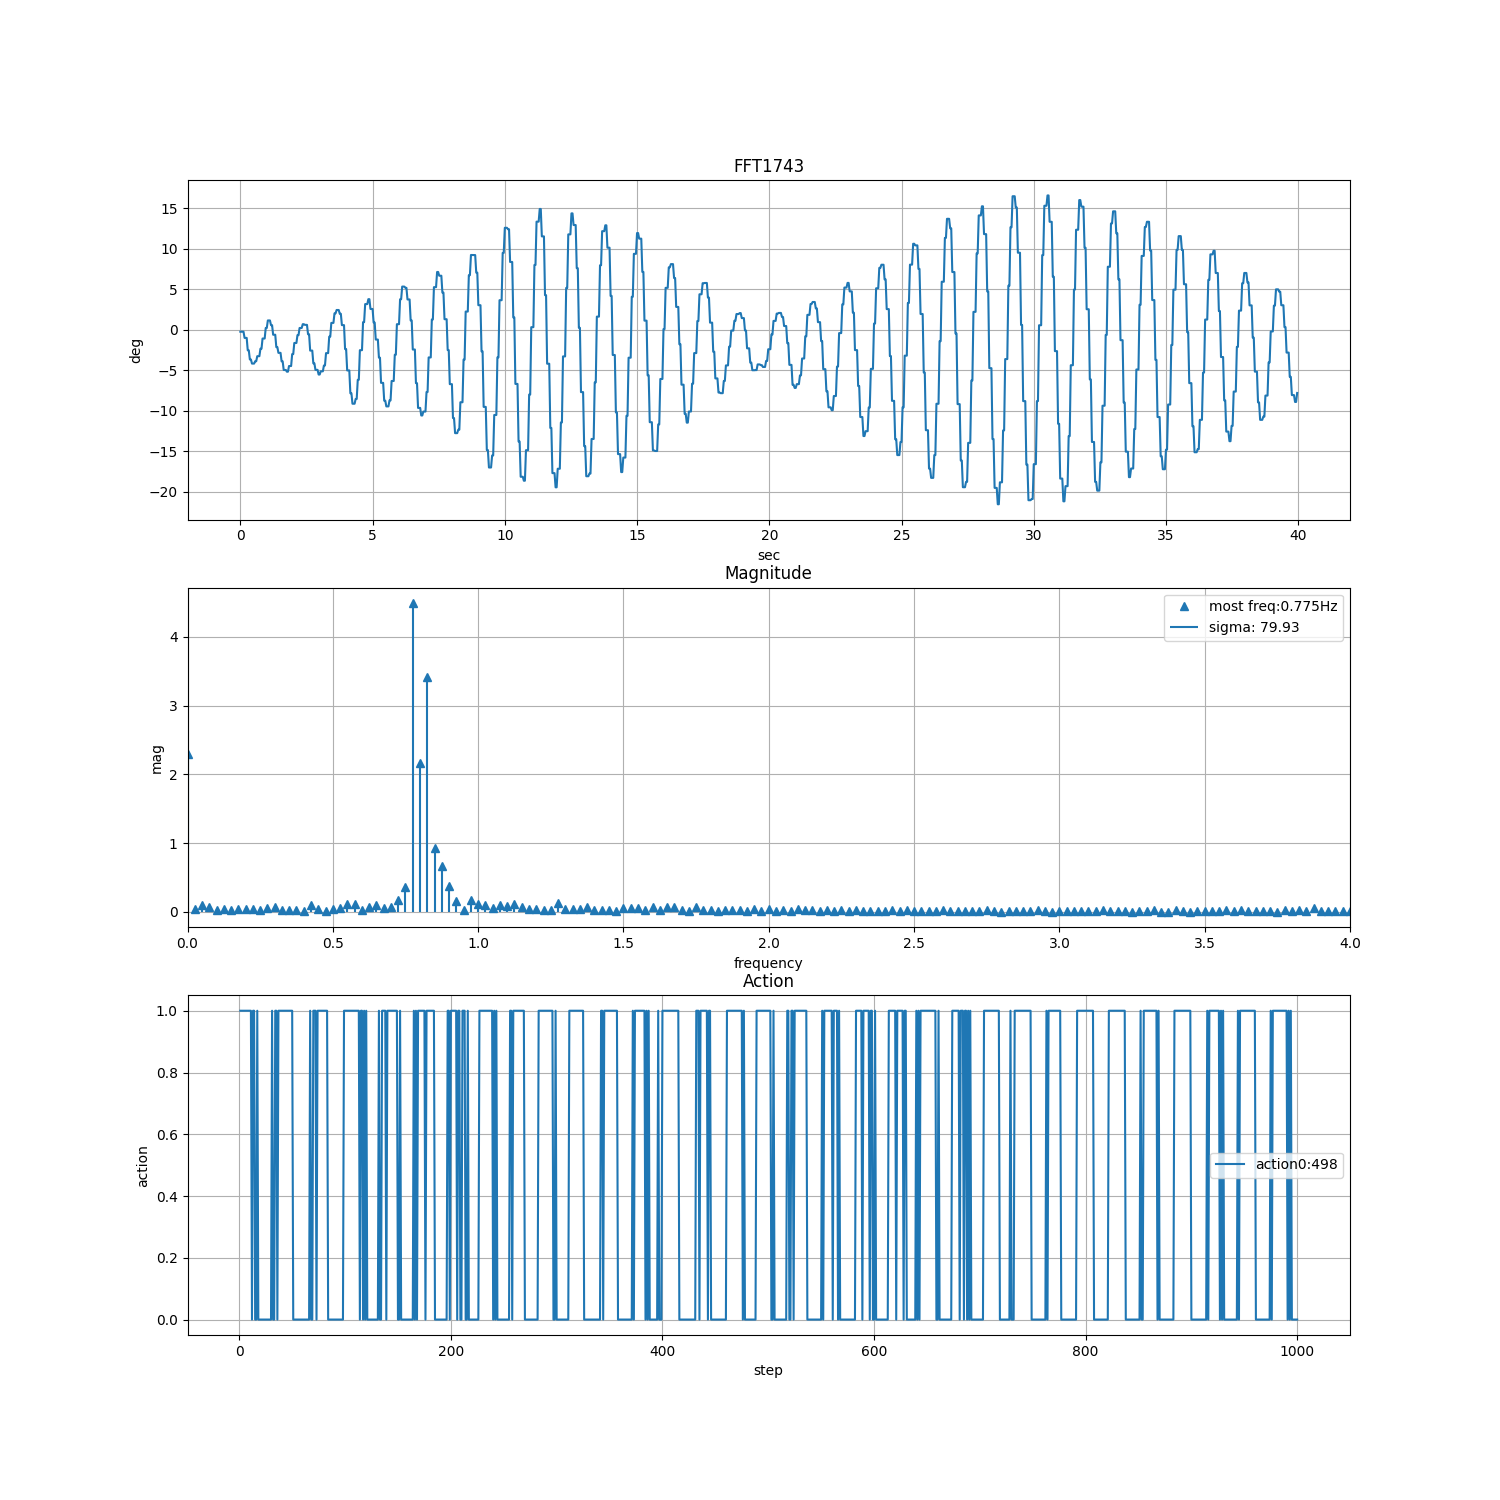 FFT1743
15
10
5
0
−5
−10
−15
−20
deg
0 5 10 15 20 25 30 35 40
sec
Magnitude
most freq:0.775Hz
sigma: 79.93
4
3
2
1
0
mag
0.0 0.5 1.0 1.5 2.0 2.5 3.0 3.5 4.0
frequency
Action
1.0
0.8
0.6
0.4
0.2
0.0
action
action0:498
0 200 400 600 800 1000
step